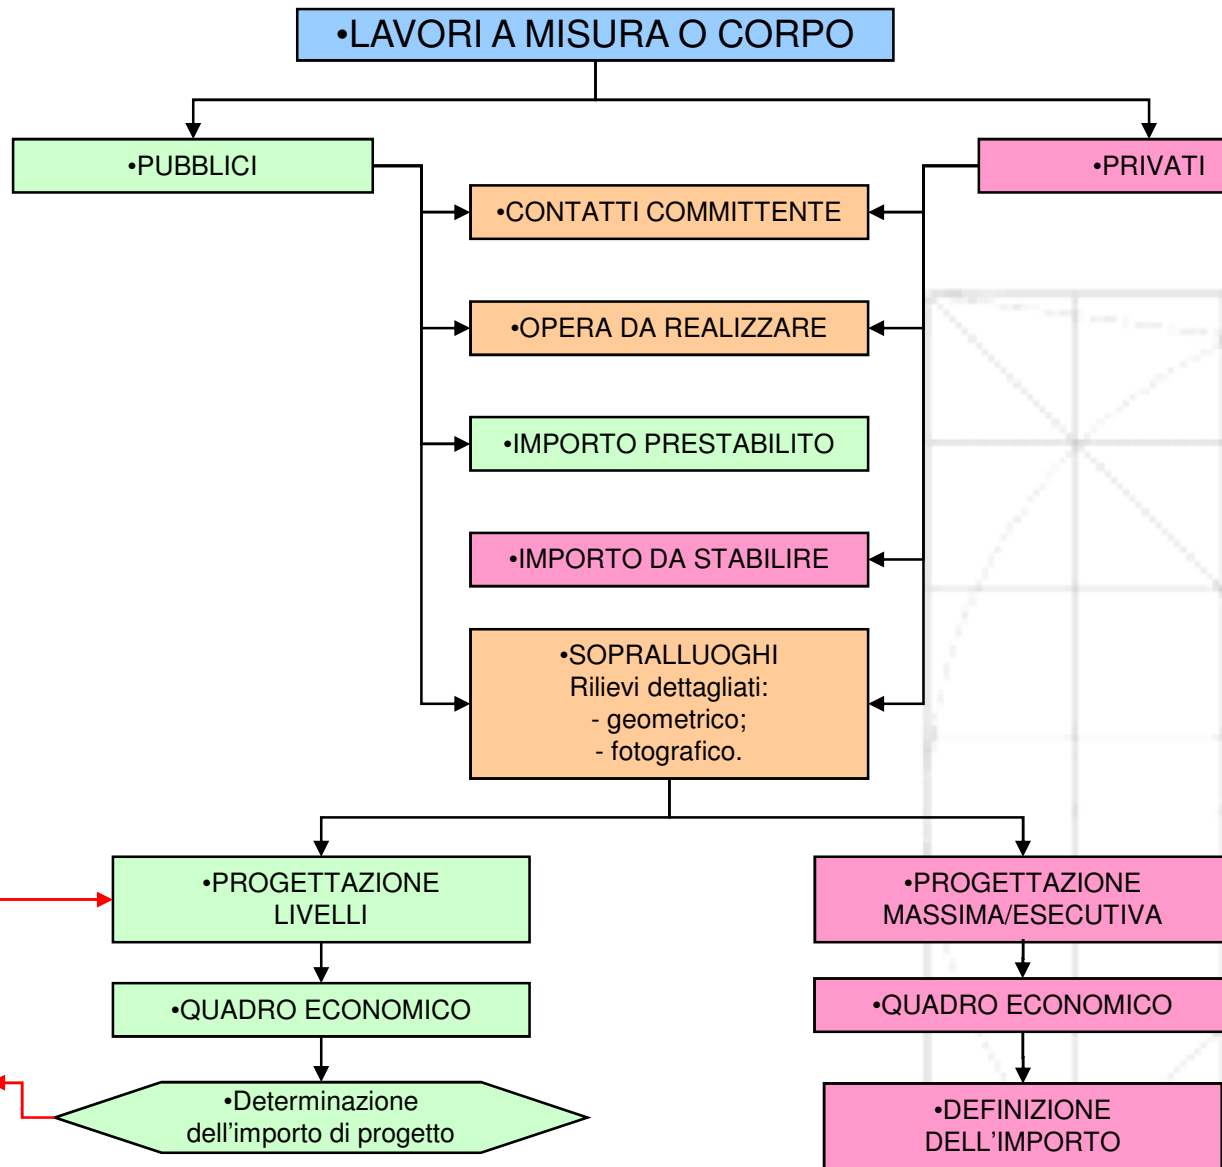 •LAVORI A MISURA O CORPO
•PUBBLICI
•PRIVATI
•CONTATTI COMMITTENTE
•OPERA DA REALIZZARE
•IMPORTO PRESTABILITO
•IMPORTO DA STABILIRE
•SOPRALLUOGHI
Rilievi dettagliati:
- geometrico;
- fotografico.
•PROGETTAZIONE
LIVELLI
•PROGETTAZIONE
MASSIMA/ESECUTIVA
•QUADRO ECONOMICO
•QUADRO ECONOMICO
•Determinazione
dell'importo di progetto
•DEFINIZIONE
DELL'IMPORTO